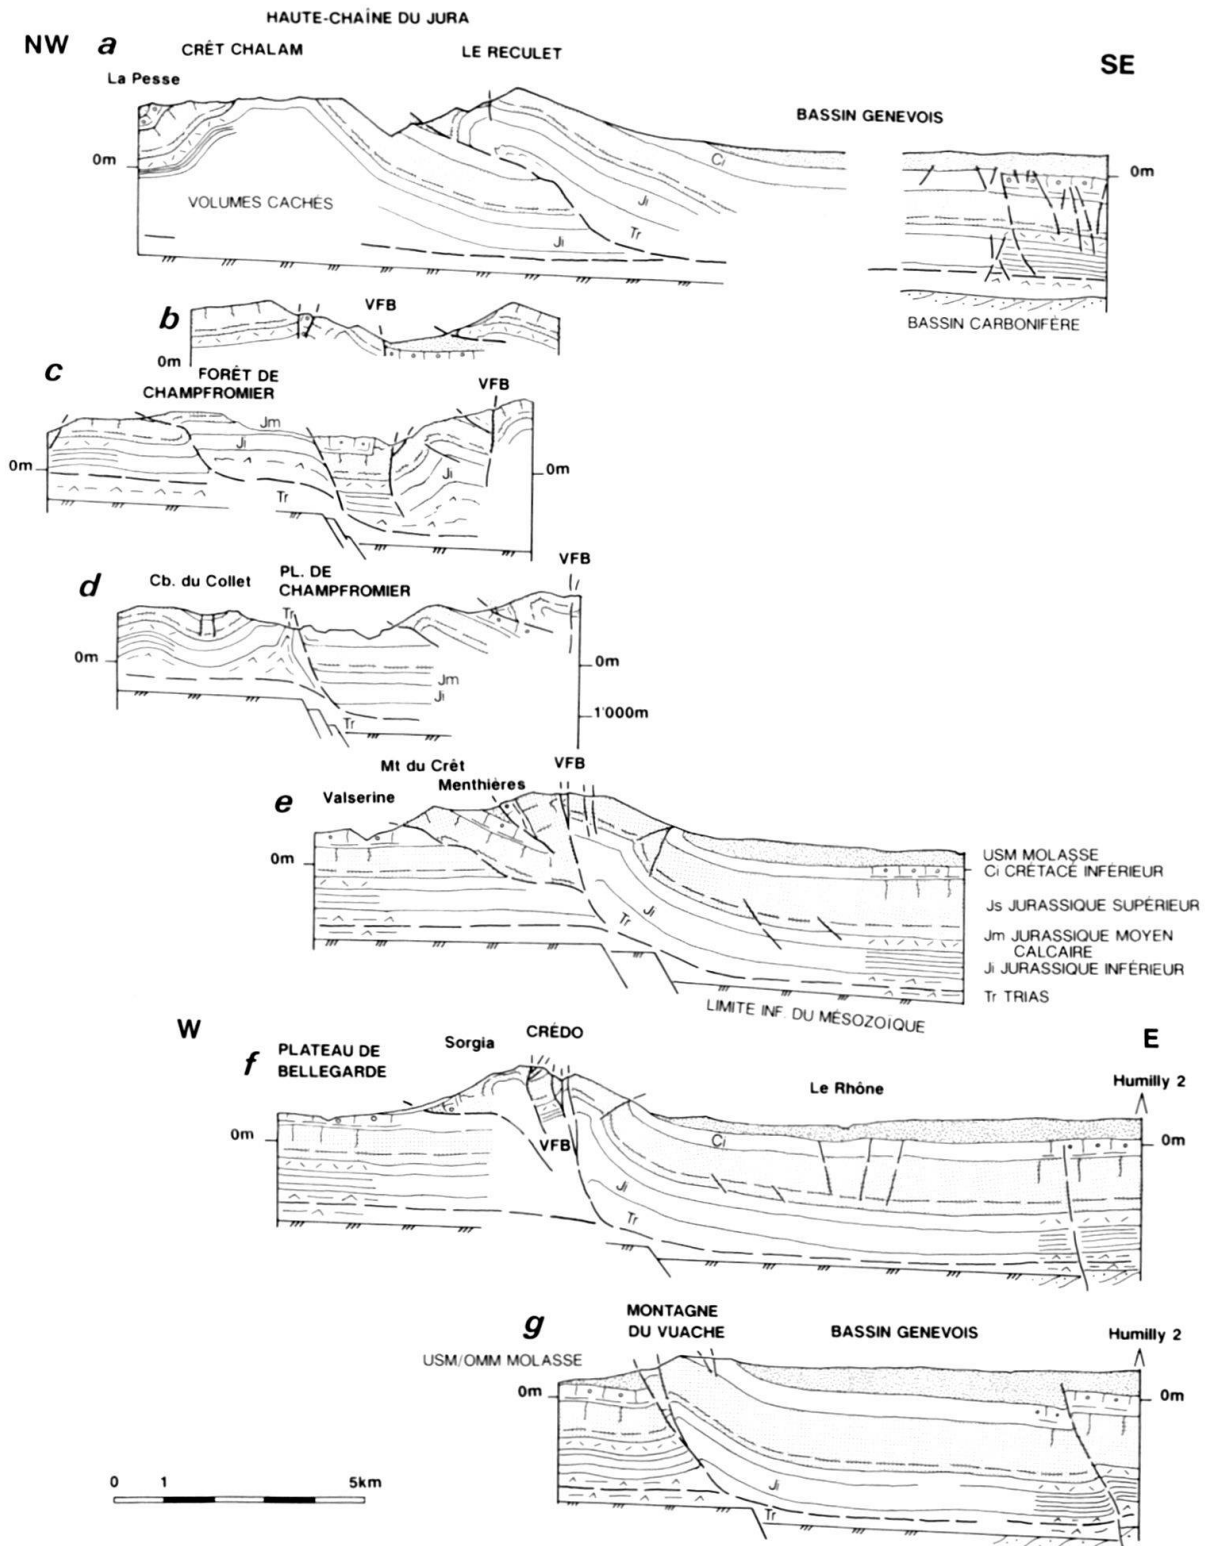 HAUTE-CHAÎNE DU JURA
NW a CRÊT CHALAM LE RECULET SE
La Pesse
BASSIN GENEVOIS
0m Ci 0m
VOLUMES CACHÉS Ji
Tr
Ji
BASSIN CARBONIFÈRE
b VFB
0m
c FORÊT DE
CHAMPFROMIER VFB
Jm
Ji
0m Ji 0m
Tr
d Cb. du Collet PL. DE
CHAMPFROMIER VFB
Tr
0m 0m
Jm
Ji
Tr 1'000m
e Mt du Crêt VFB
Menthières
Valserine
0m
USM MOLASSE
Ci CRÉTACÉ INFÉRIEUR
Js JURASSIQUE SUPÉRIEUR
Ji
Tr
Jm JURASSIQUE MOYEN
CALCAIRE
Ji JURASSIQUE INFÉRIEUR
Tr TRIAS
LIMITE INF. DU MÉSOZOÏQUE
W E
f PLATEAU DE
BELLEGARDE
Sorgia CRÉDO
Le Rhône Humilly 2
0m VFB Ci 0m
Ji
Tr
g MONTAGNE
DU VUACHE BASSIN GENEVOIS Humilly 2
USM/OMM MOLASSE
0m 0m
Ji
Tr
0 1 5km